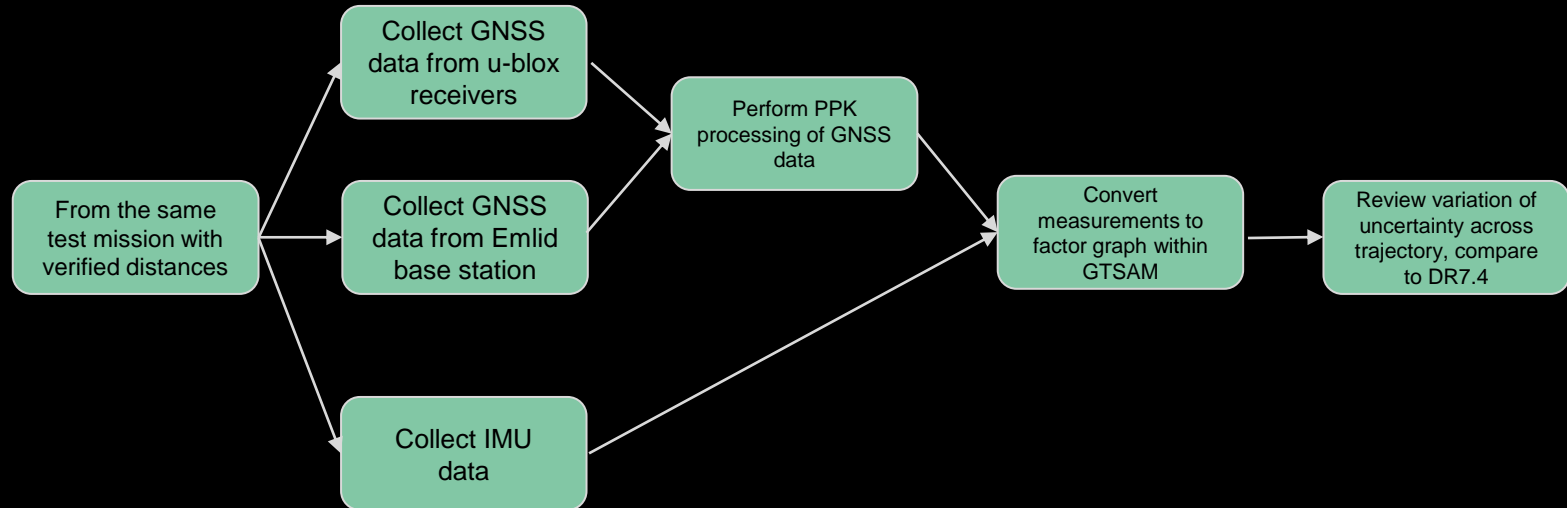 From the same
test mission with
verified distances
Collect GNSS
data from u-blox
receivers
Collect GNSS
data from Emlid
base station
Collect IMU
data
Perform PPK
processing of GNSS
data
Convert
measurements to
factor graph within
GTSAM
Review variation of
uncertainty across
trajectory, compare
to DR7.4